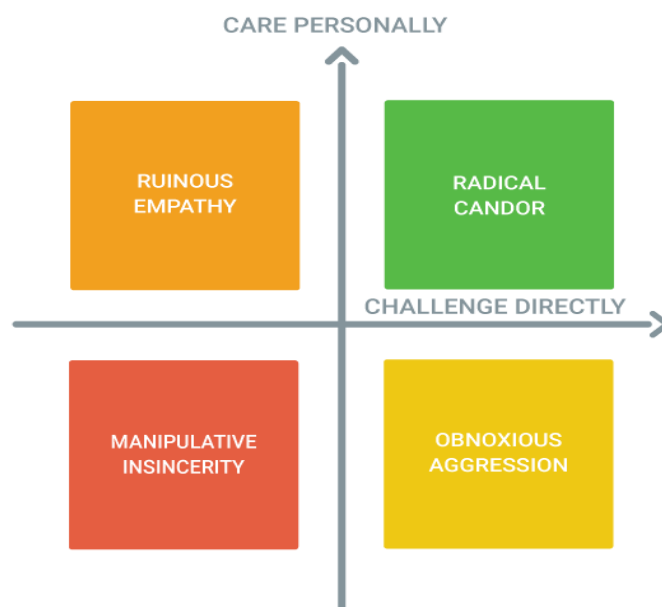 CARE PERSONALLY
RUINOUS
EMPATHY
RADICAL
CANDOR
CHALLENGE DIRECTLY
MANIPULATIVE
INSINCERITY
OBNOXIOUS
AGGRESSION